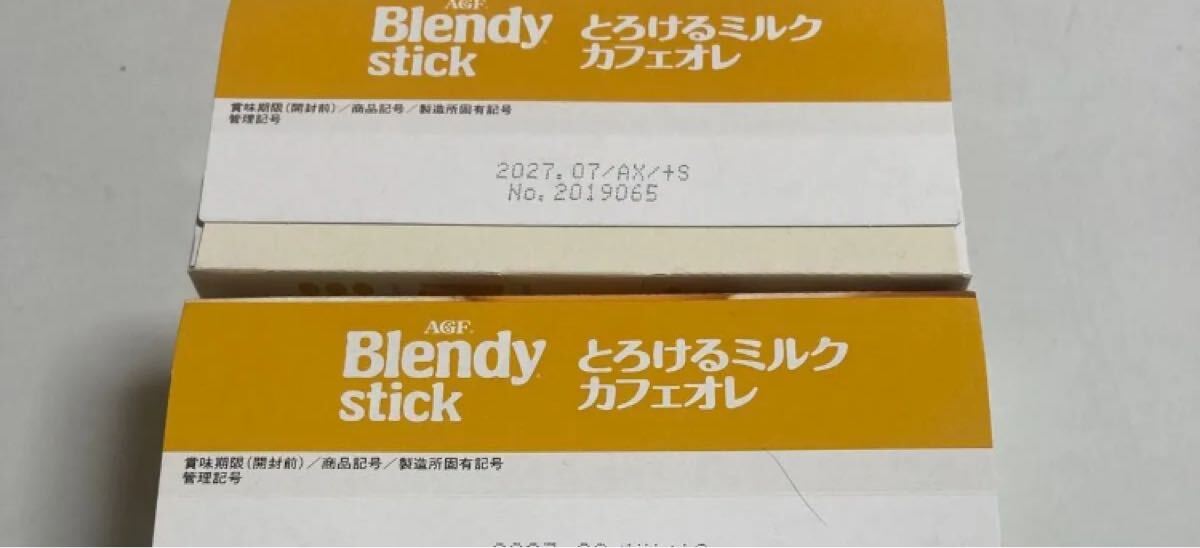 AGF
Blendy
stick
とろけるミルク
カフェオレ
賞味期限(開封前)/商品記号/製造所固有記号
管理記号
2027.07/AX/+S
No.2019065
AGF
Blendy
stick
とろけるミルク
カフェオレ
賞味期限(開封前)/商品記号/製造所固有記号
管理記号